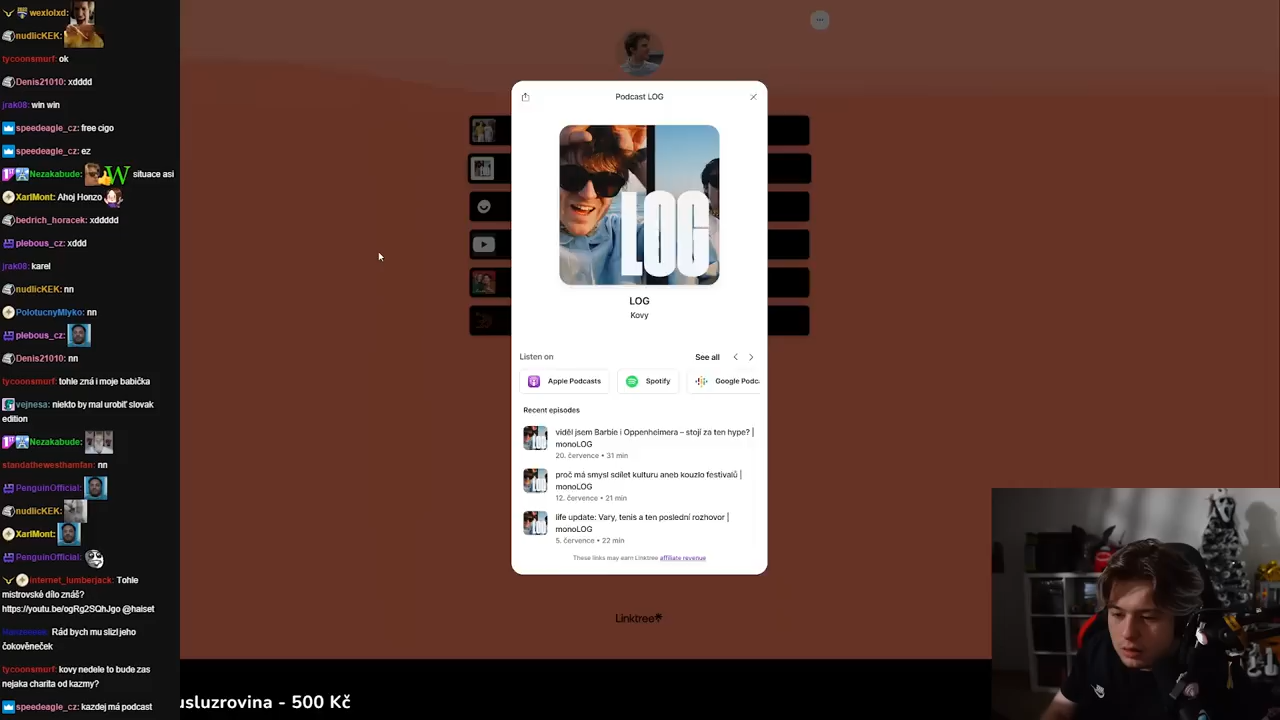 wexlolxd:
nudlicKEK:
tycoonsmurf: ok
Denis21010: xdddd
jrak08: win win
speedeagle_cz: free cigo
speedeagle_cz: ez
Nezakabude: W situace asi
XarlMont: Ahoj Honzo
bedrich_horacek: xddddd
plebous_cz: xddd
jrak08: karel
nudlicKEK: nn
PolotucnyMlyko: nn
plebous_cz:
Denis21010: nn
tycoonsmurf: tohle zná i moje babička
vejnesa: niekto by mal urobiť slovak
edition
Nezakabude:
standathewesthamfan: nn
PenguinOfficial:
nudlicKEK:
XarlMont:
PenguinOfficial:
internet_lumberjack: Tohle
mistrovské dílo znáš?
https://youtu.be/ogRg2SQhJgo @haiset
Rád bych mu slizl jeho
čokověneček
tycoonsmurf: kovy nedele to bude zas
nejaka charita od kazmy?
speedeagle_cz: kazdej má podcast
Podcast LOG
LOG
LOG
Kovy
Listen on
See all
Apple Podcasts
Spotify
Google Podca
Recent episodes
viděl jsem Barbie i Oppenheimera – stojí za ten hype? |
monoLOG
20. července • 31 min
proč má smysl sdílet kulturu aneb kouzlo festivalů |
monoLOG
12. července • 21 min
life update: Vary, tenis a ten poslední rozhovor |
monoLOG
5. července • 22 min
These links may earn Linktree affiliate revenue
Linktree
usluzrovina - 500 Kč